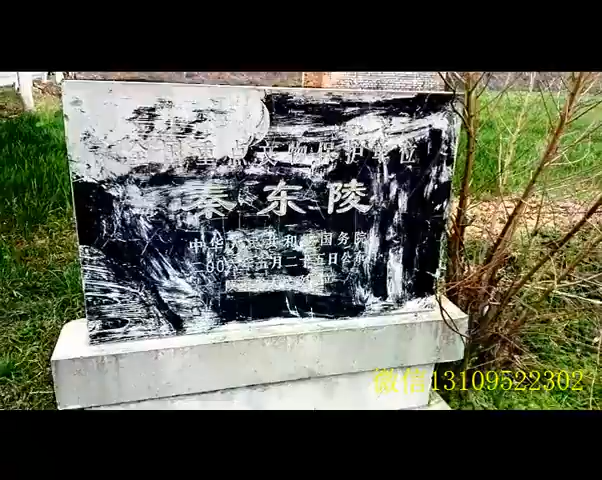 全国重点文物保护单位
秦东陵
中华人民共和国国务院
月二十五日公布
微信13109522302